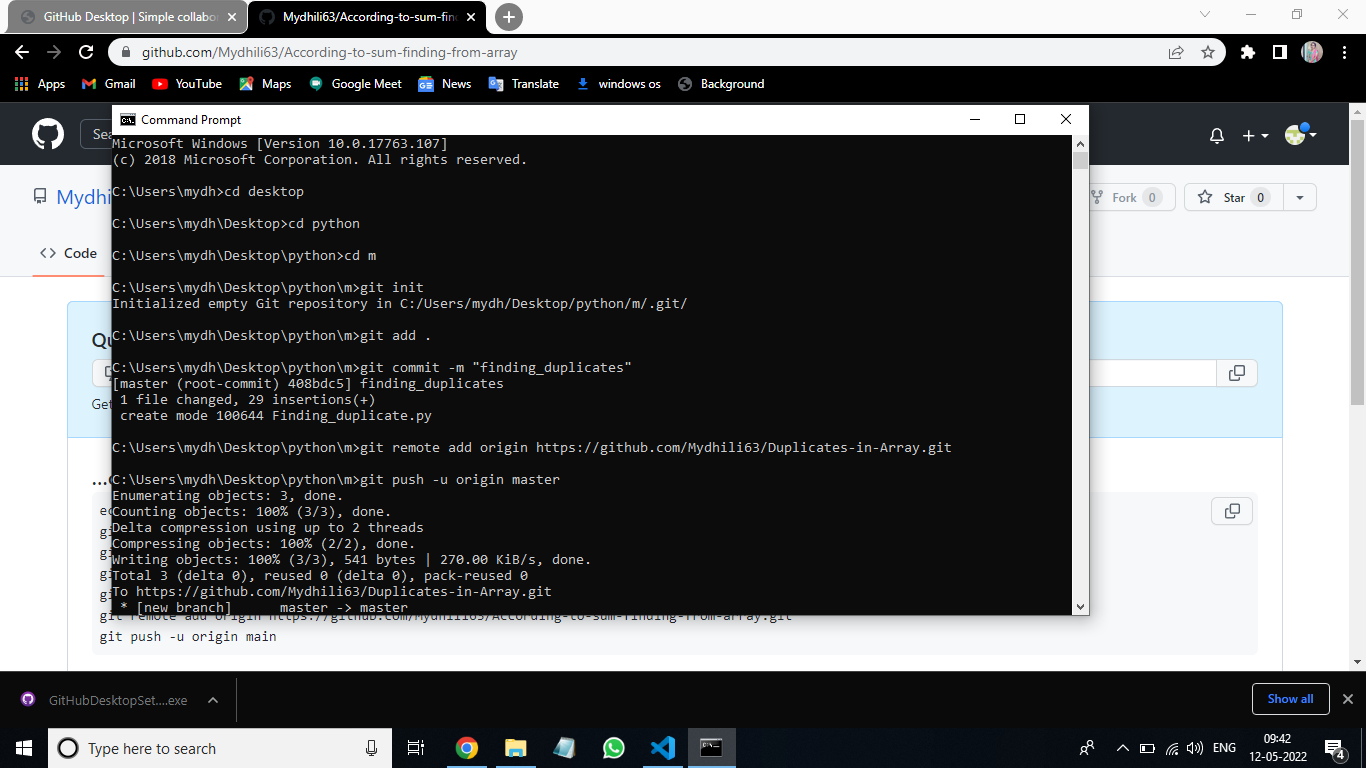 GitHub Desktop | Simple collabo
Mydhili63/According-to-sum-find
github.com/Mydhili63/According-to-sum-finding-from-array
Apps Gmail YouTube Maps Google Meet News Translate windows os Background
Command Prompt
Sea
Microsoft Windows [Version 10.0.17763.107]
(c) 2018 Microsoft Corporation. All rights reserved.
C:\Users\mydh>cd desktop
Mydhi
Fork 0
Star 0
C:\Users\mydh\Desktop>cd python
Code
C:\Users\mydh\Desktop\python>cd m
C:\Users\mydh\Desktop\python\m>git init
Initialized empty Git repository in C:/Users/mydh/Desktop/python/m/.git/
Qu
C:\Users\mydh\Desktop\python\m>git add .
C:\Users\mydh\Desktop\python\m>git commit -m "finding_duplicates"
[master (root-commit) 408bdc5] finding_duplicates
1 file changed, 29 insertions(+)
Get
create mode 100644 Finding_duplicate.py
C:\Users\mydh\Desktop\python\m>git remote add origin https://github.com/Mydhili63/Duplicates-in-Array.git
C:\Users\mydh\Desktop\python\m>git push -u origin master
Enumerating objects: 3, done.
Counting objects: 100% (3/3), done.
Delta compression using up to 2 threads
Compressing objects: 100% (2/2), done.
Writing objects: 100% (3/3), 541 bytes | 270.00 KiB/s, done.
Total 3 (delta 0), reused 0 (delta 0), pack-reused 0
To https://github.com/Mydhili63/Duplicates-in-Array.git
* [new branch] master -> master
git remote add origin https://github.com/Mydhili63/According-to-sum-finding-from-array.git
git push -u origin main
GitHubDesktopSet....exe
Show all
Type here to search
ENG
09:42
12-05-2022
4